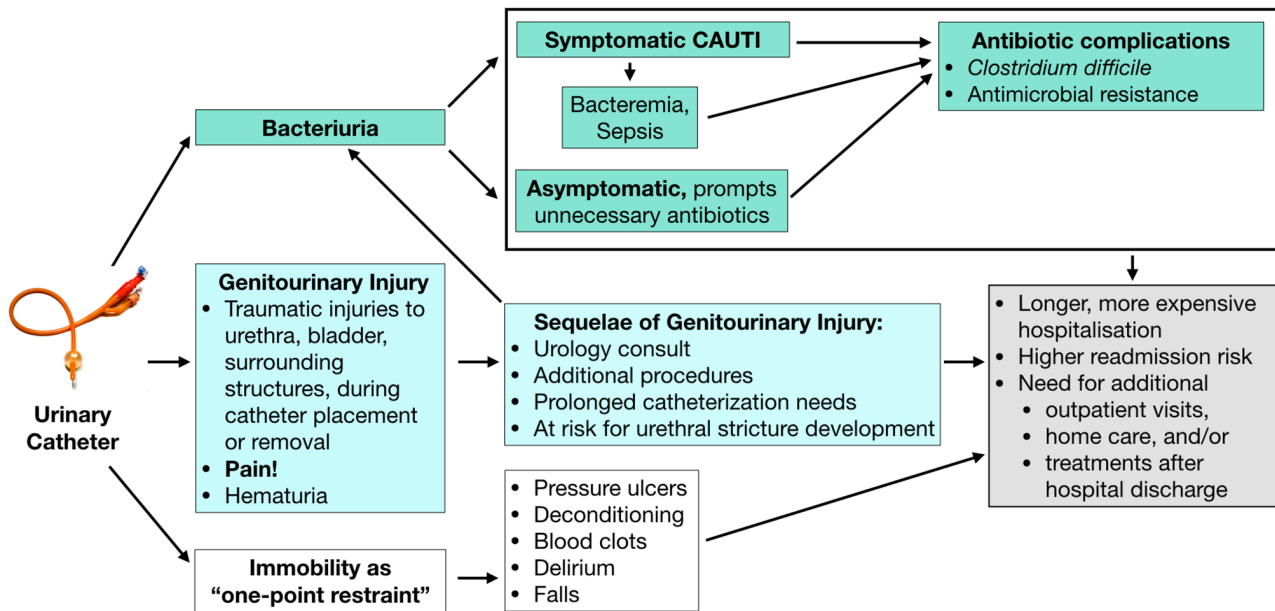 Symptomatic CAUTI
Bacteremia,
Sepsis
Asymptomatic, prompts
unnecessary antibiotics
Antibiotic complications
• Clostridium difficile
• Antimicrobial resistance
Bacteriuria
Urinary
Catheter
Genitourinary Injury
• Traumatic injuries to
urethra, bladder,
surrounding
structures, during
catheter placement
or removal
• Pain!
• Hematuria
Sequelae of Genitourinary Injury:
• Urology consult
• Additional procedures
• Prolonged catheterization needs
• At risk for urethral stricture development
• Longer, more expensive
hospitalisation
• Higher readmission risk
• Need for additional
• outpatient visits,
• home care, and/or
• treatments after
hospital discharge
Immobility as
“one-point restraint”
• Pressure ulcers
• Deconditioning
• Blood clots
• Delirium
• Falls